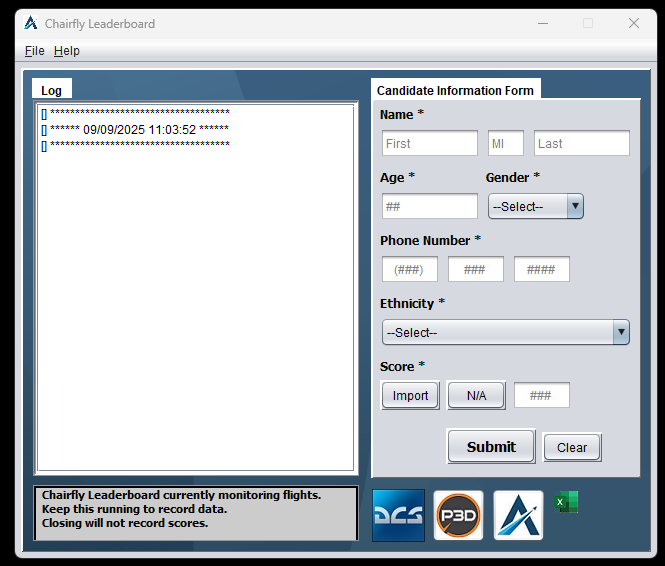 Chairfly Leaderboard
File Help
Log
[] ************************************
[] ****** 09/09/2025 11:03:52 ******
[] ************************************
Chairfly Leaderboard currently monitoring flights.
Keep this running to record data.
Closing will not record scores.
Candidate Information Form
Name *
First MI Last
Age * Gender *
## --Select--
Phone Number *
(###) ### ####
Ethnicity *
--Select--
Score *
Import N/A ###
Submit Clear
DCS P3D X